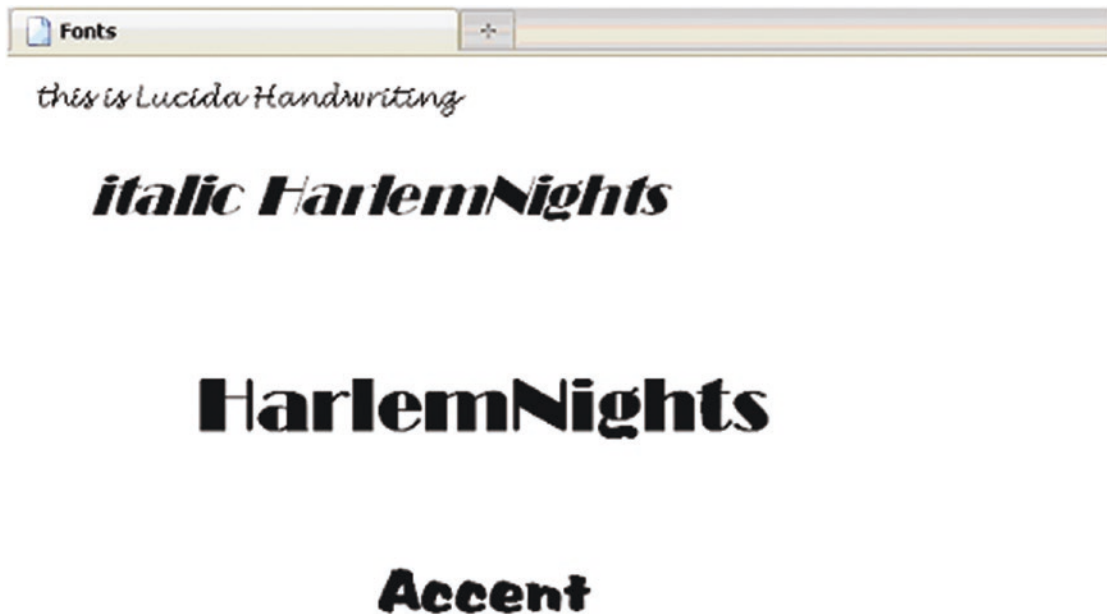 Fonts
this is Lucida Handwriting
italic HarlemNights
HarlemNights
Accent